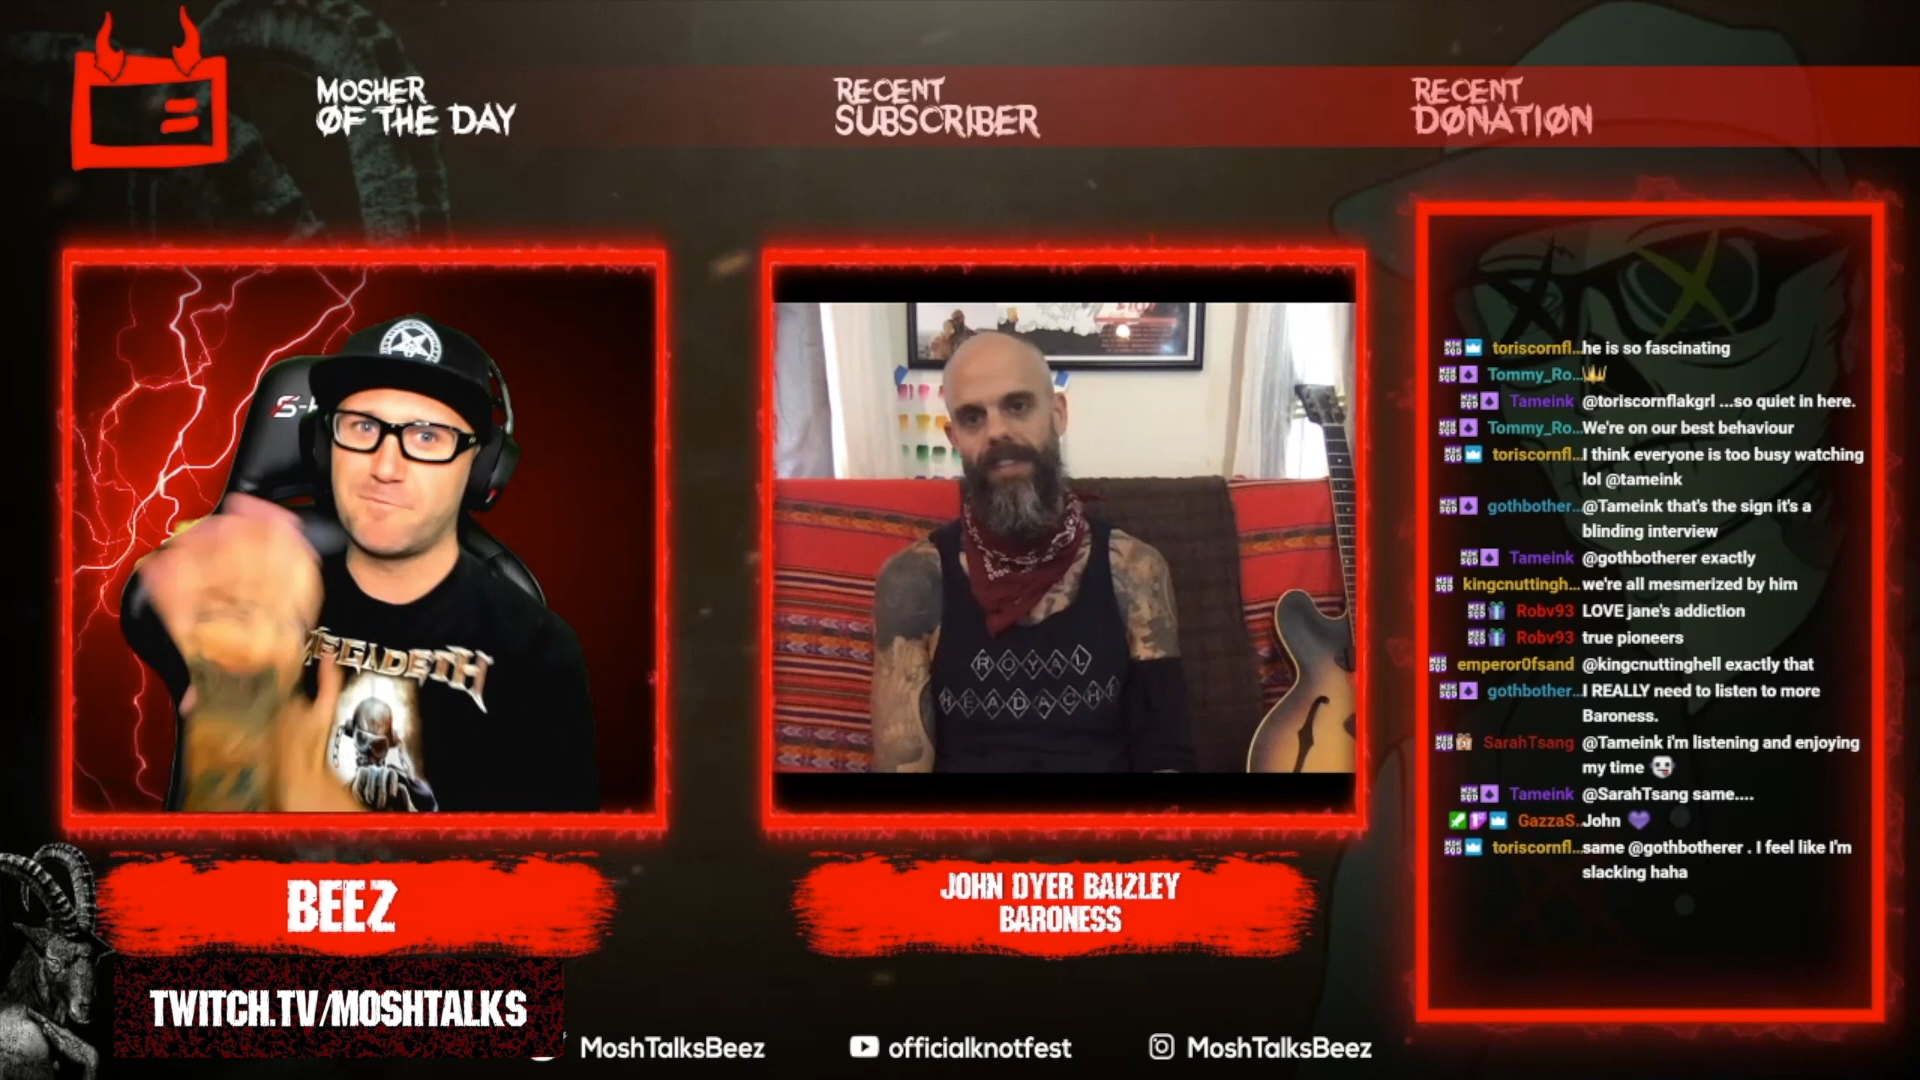 MOSHER
ØF THE DAY
RECENT
SUBSCRIBER
RECENT
DØNATIØN
MEGADETH
ROYAL
HEADACHE
toriscornfl... he is so fascinating
Tommy_Ro...
Tameink @toriscornflakgrl ...so quiet in here.
Tommy_Ro... We're on our best behaviour
toriscornfl... I think everyone is too busy watching
lol @tameink
gothbother... @Tameink that's the sign it's a
blinding interview
Tameink @gothbotherer exactly
kingcnuttingh... we're all mesmerized by him
Robv93 LOVE jane's addiction
Robv93 true pioneers
emperor0fsand @kingcnuttinghell exactly that
gothbother... I REALLY need to listen to more
Baroness.
SarahTsang @Tameink i'm listening and enjoying
my time
Tameink @SarahTsang same....
GazzaS... John
toriscornfl... same @gothbotherer . I feel like I'm
slacking haha
BEEZ
JOHN DYER BAIZLEY
BARONESS
TWITCH.TV/MOSHTALKS
MoshTalksBeez
officialknotfest
MoshTalksBeez